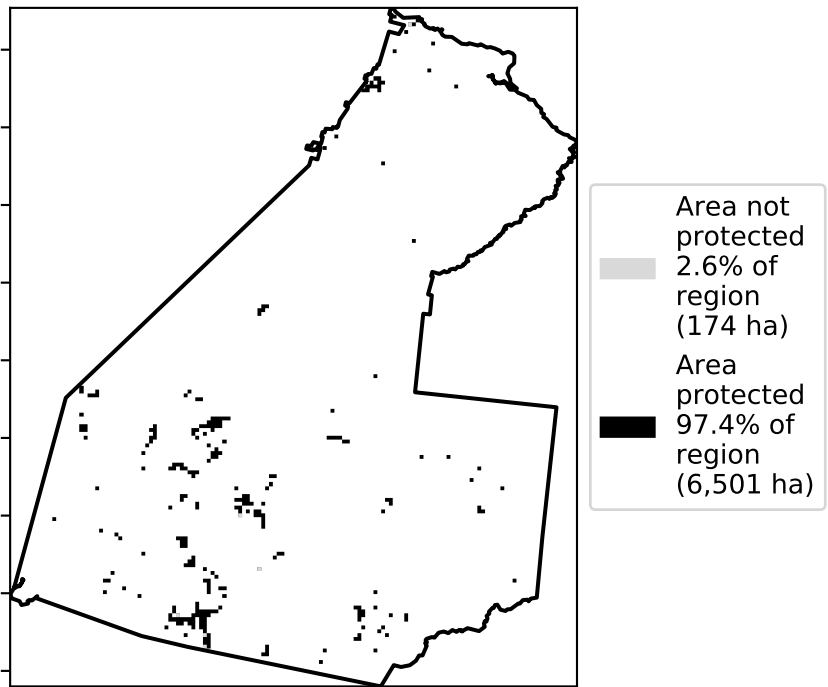 Area not
protected
2.6% of
region
(174 ha)
Area
protected
97.4% of
region
(6,501 ha)